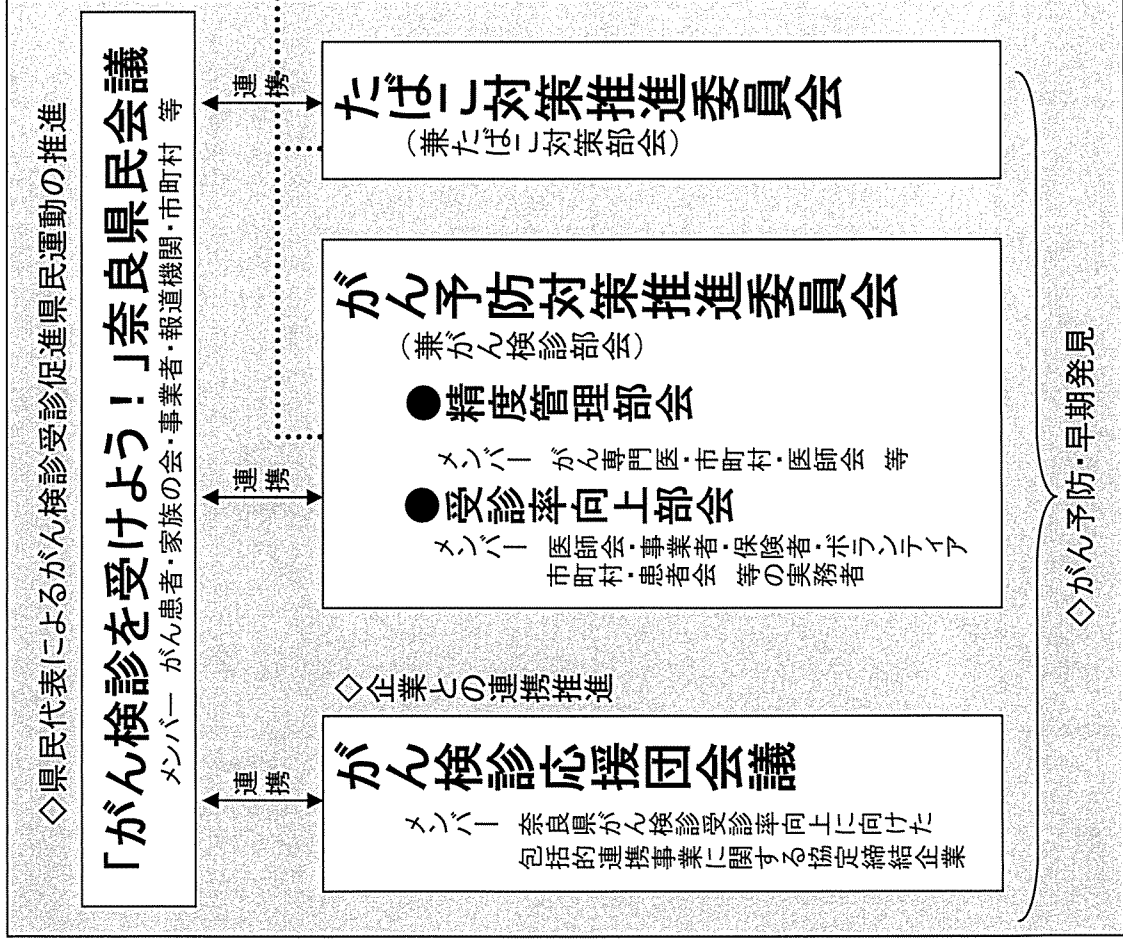 ◇県民代表によるがん検診受診促進県民運動の推進
「がん検診を受けよう！」奈良県民会議
メンバー がん患者・家族の会・事業者・報道機関・市町村 等
連携
連携
連携
◇企業との連携推進
がん検診応援団会議
メンバー 奈良県がん検診受診率向上に向けた
包括的連携事業に関する協定締結企業
がん予防対策推進委員会
（兼がん検診部会）
●精度管理部会
メンバー がん専門医・市町村・医師会 等
●受診率向上部会
メンバー 医師会・事業者・保険者・ボランティア
市町村・患者会 等の実務者
たばこ対策推進委員会
（兼たばこ対策部会）
◇がん予防・早期発見